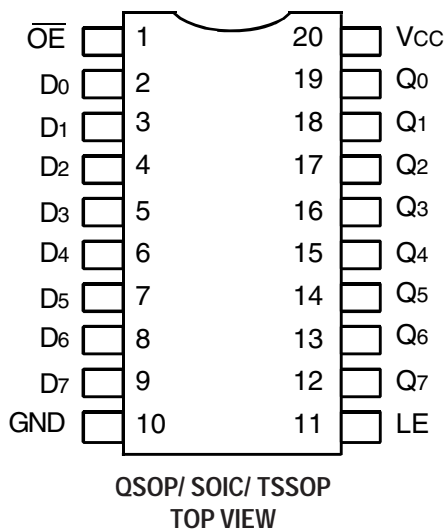 O̅E̅ 1 20 VCC
D0 2 19 Q0
D1 3 18 Q1
D2 4 17 Q2
D3 5 16 Q3
D4 6 15 Q4
D5 7 14 Q5
D6 8 13 Q6
D7 9 12 Q7
GND 10 11 LE
QSOP/ SOIC/ TSSOP
TOP VIEW